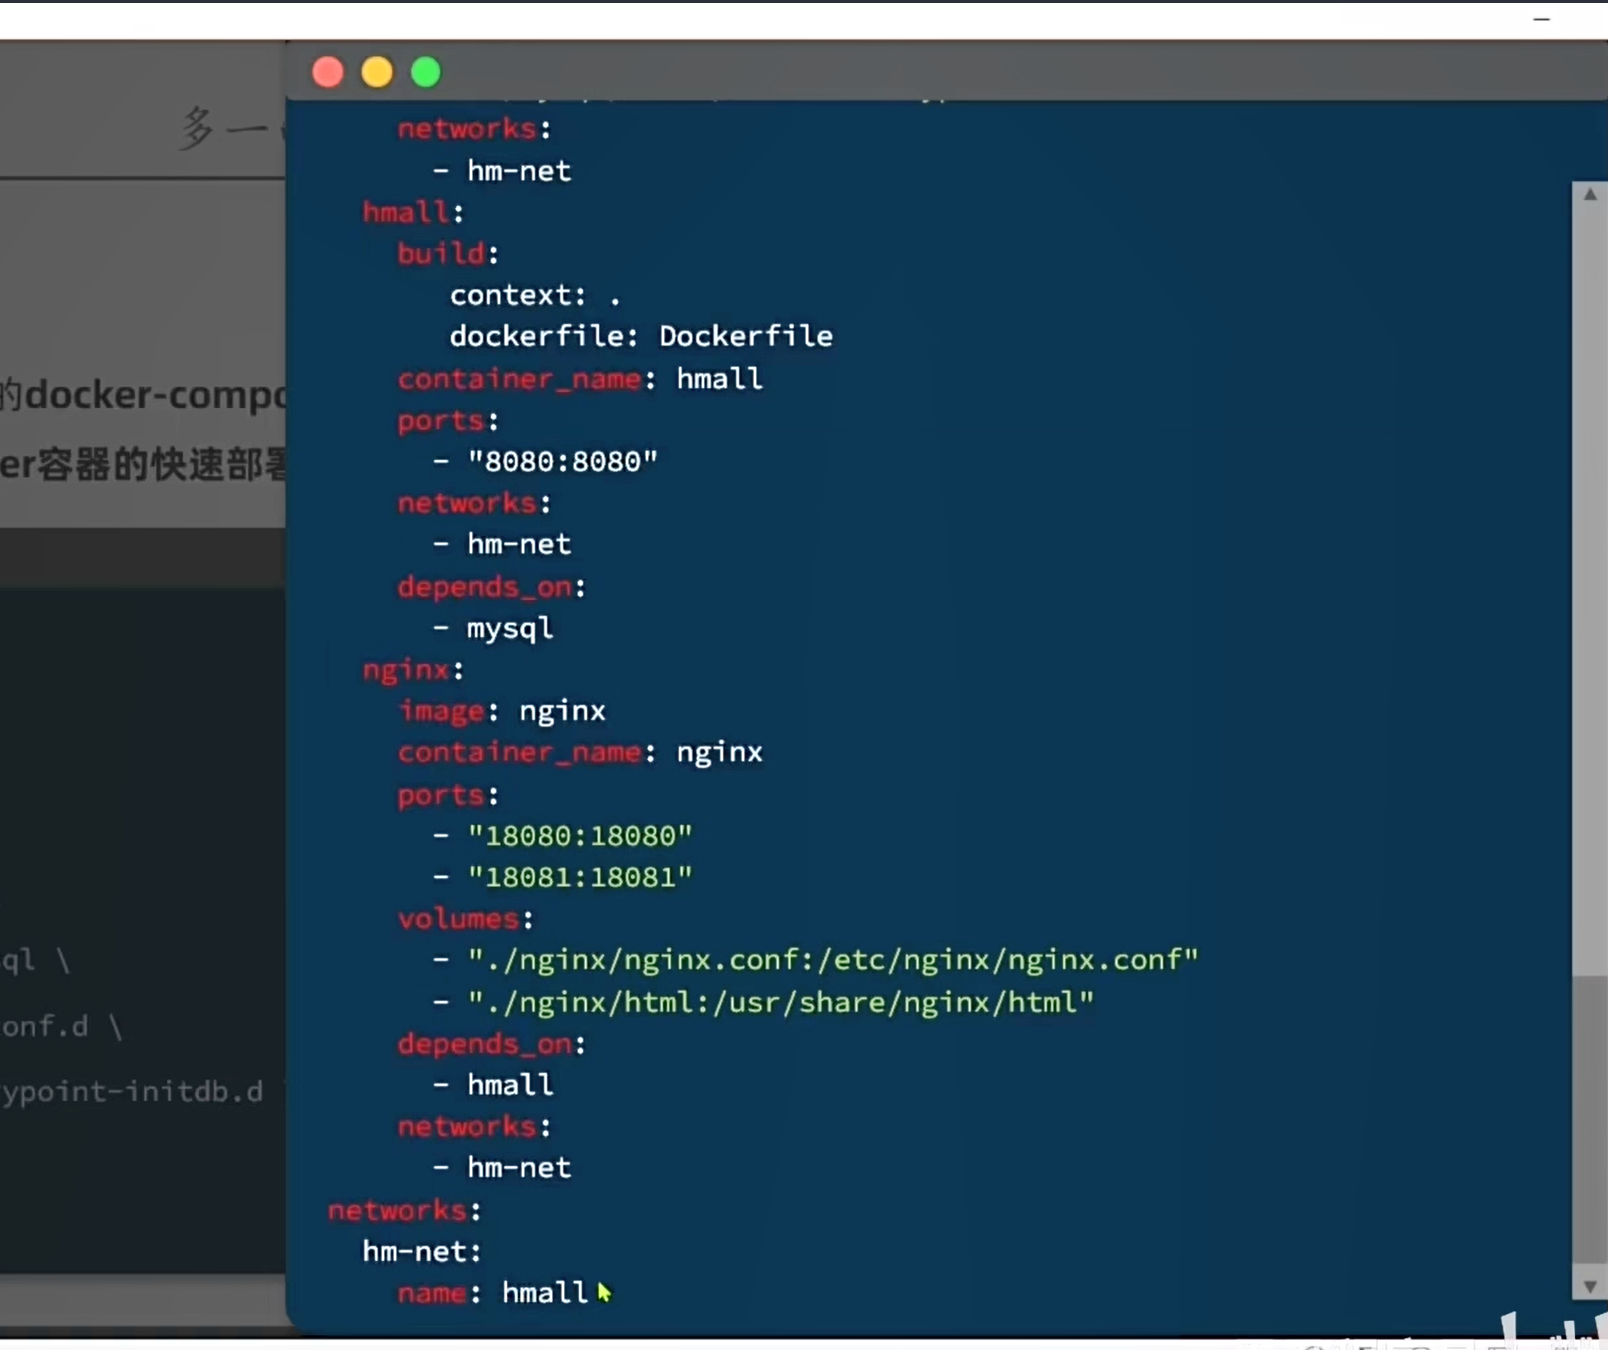 多一
的docker-compo
er容器的快速部署
ql \
onf.d \
ypoint-initdb.d
networks:
- hm-net
hmall:
build:
context: .
dockerfile: Dockerfile
container_name: hmall
ports:
- "8080:8080"
networks:
- hm-net
depends_on:
- mysql
nginx:
image: nginx
container_name: nginx
ports:
- "18080:18080"
- "18081:18081"
volumes:
- "./nginx/nginx.conf:/etc/nginx/nginx.conf"
- "./nginx/html:/usr/share/nginx/html"
depends_on:
- hmall
networks:
- hm-net
networks:
hm-net:
name: hmall